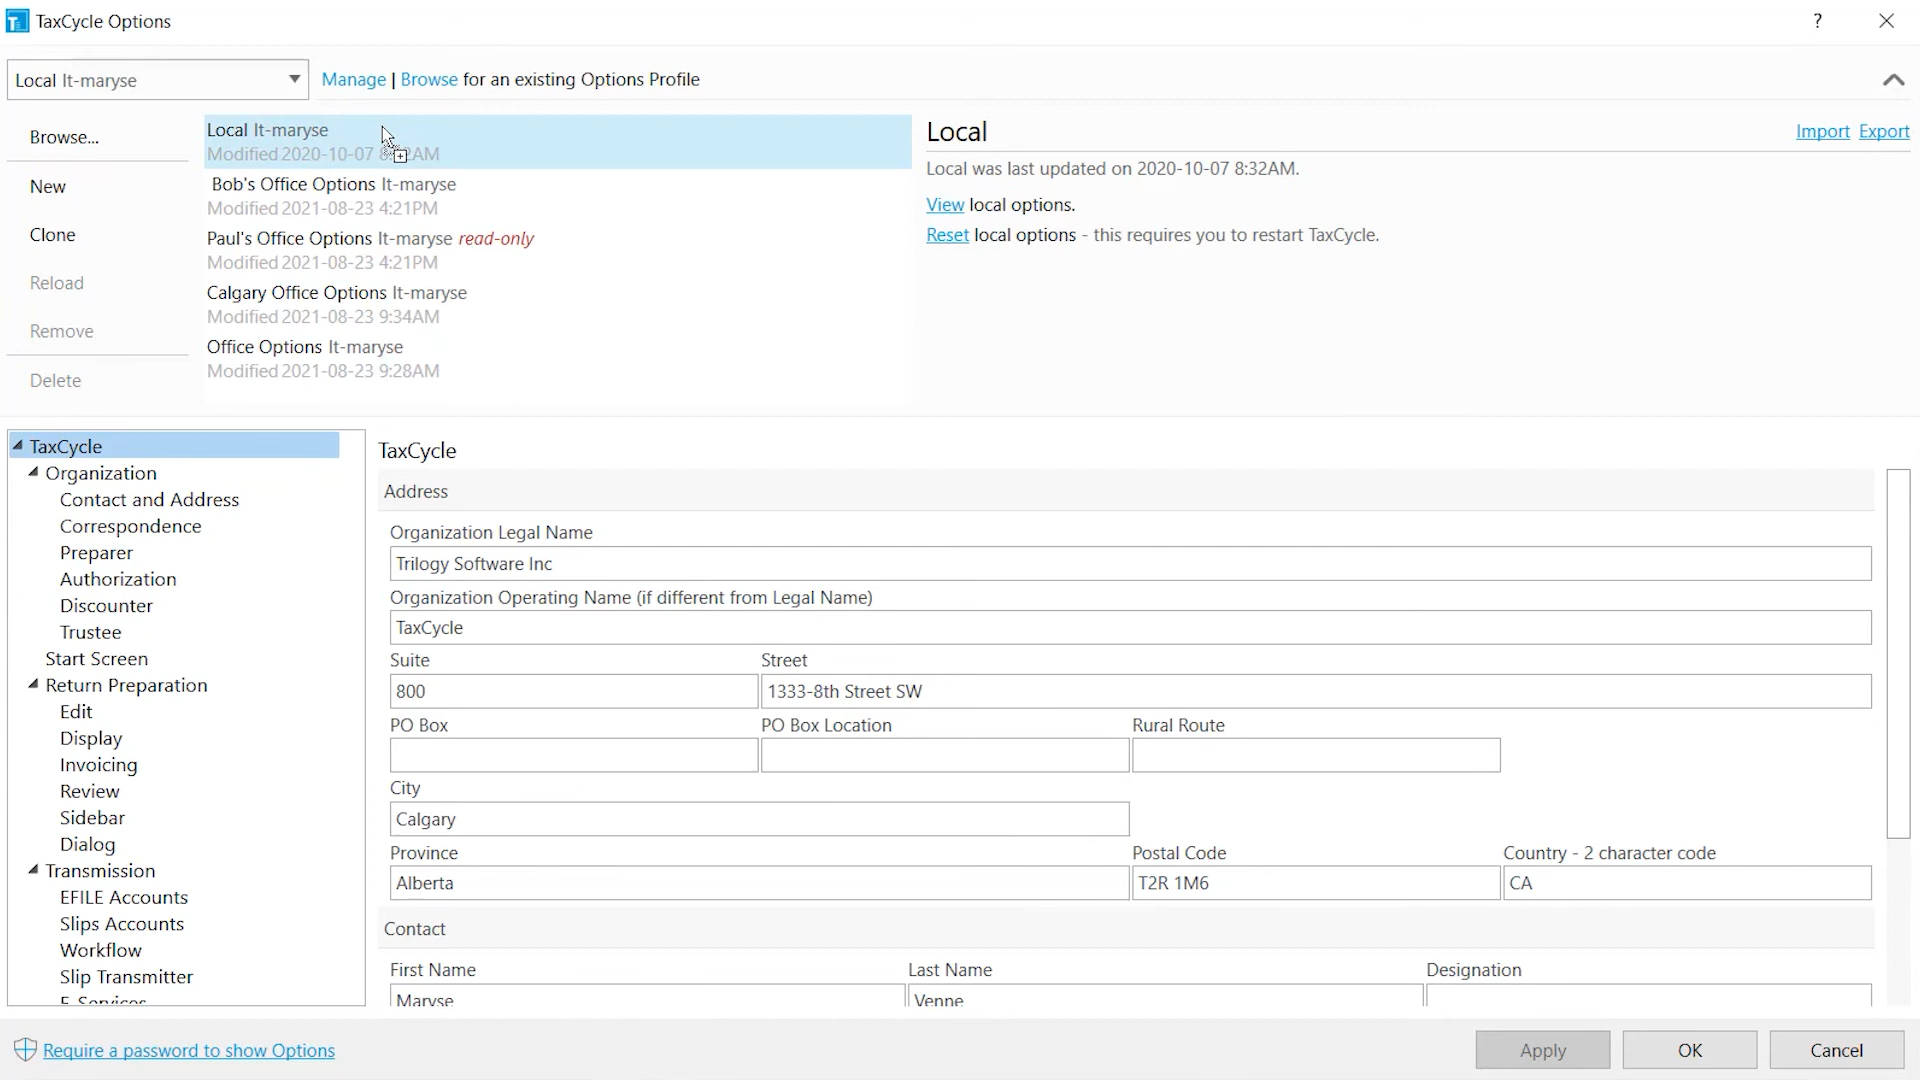 TaxCycle Options
?
Local lt-maryse
Manage | Browse for an existing Options Profile
Browse...
New
Clone
Reload
Remove
Delete
Local lt-maryse
Modified 2020-10-07 AM
Bob's Office Options lt-maryse
Modified 2021-08-23 4:21PM
Paul's Office Options lt-maryse read-only
Modified 2021-08-23 4:21PM
Calgary Office Options lt-maryse
Modified 2021-08-23 9:34AM
Office Options lt-maryse
Modified 2021-08-23 9:28AM
Local
Import Export
Local was last updated on 2020-10-07 8:32AM.
View local options.
Reset local options - this requires you to restart TaxCycle.
TaxCycle
Organization
Contact and Address
Correspondence
Preparer
Authorization
Discounter
Trustee
Start Screen
Return Preparation
Edit
Display
Invoicing
Review
Sidebar
Dialog
Transmission
EFILE Accounts
Slips Accounts
Workflow
Slip Transmitter
E-Services
TaxCycle
Address
Organization Legal Name
Trilogy Software Inc
Organization Operating Name (if different from Legal Name)
TaxCycle
Suite Street
800 1333-8th Street SW
PO Box PO Box Location Rural Route
City
Calgary
Province Postal Code Country - 2 character code
Alberta T2R 1M6 CA
Contact
First Name Last Name Designation
Maryse Venne
Require a password to show Options
Apply OK Cancel